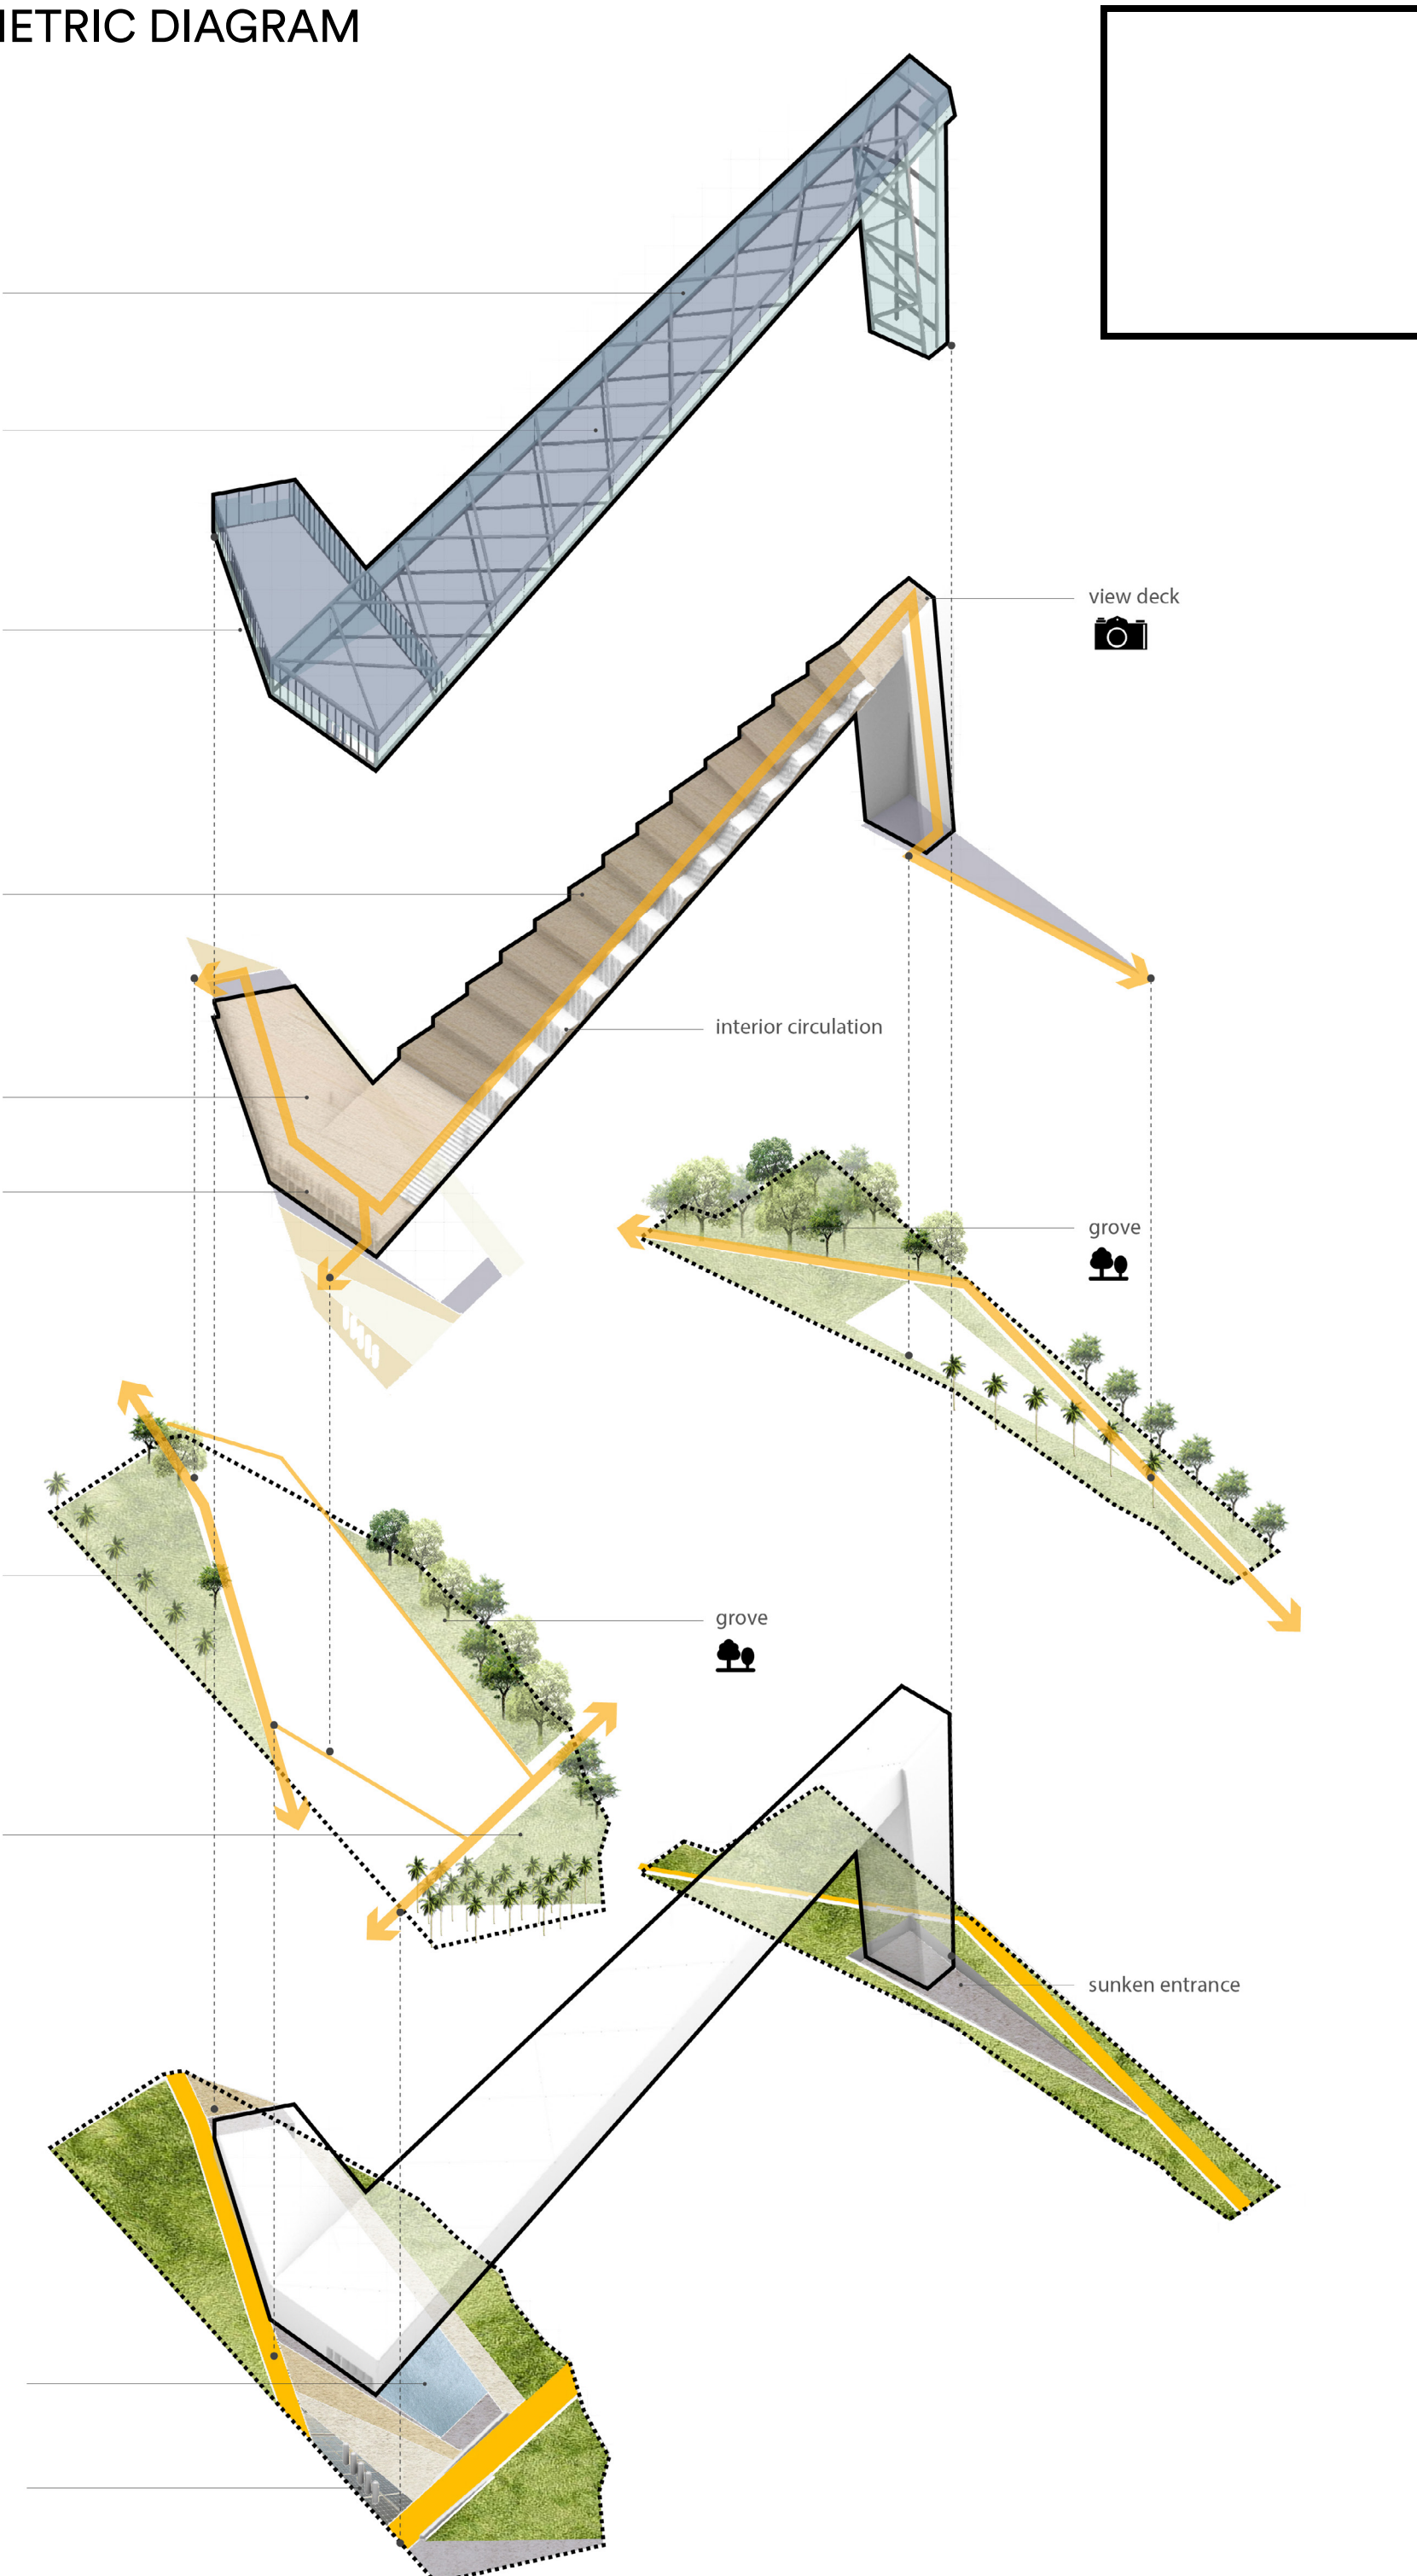 IETRIC DIAGRAM
view deck
interior circulation
grove
grove
sunken entrance